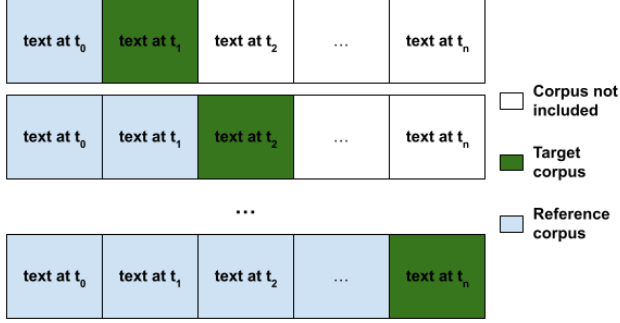 text at t0 text at t1 text at t2 ... text at tn
text at t0 text at t1 text at t2 ... text at tn
...
text at t0 text at t1 text at t2 ... text at tn
Corpus not
included
Target
corpus
Reference
corpus